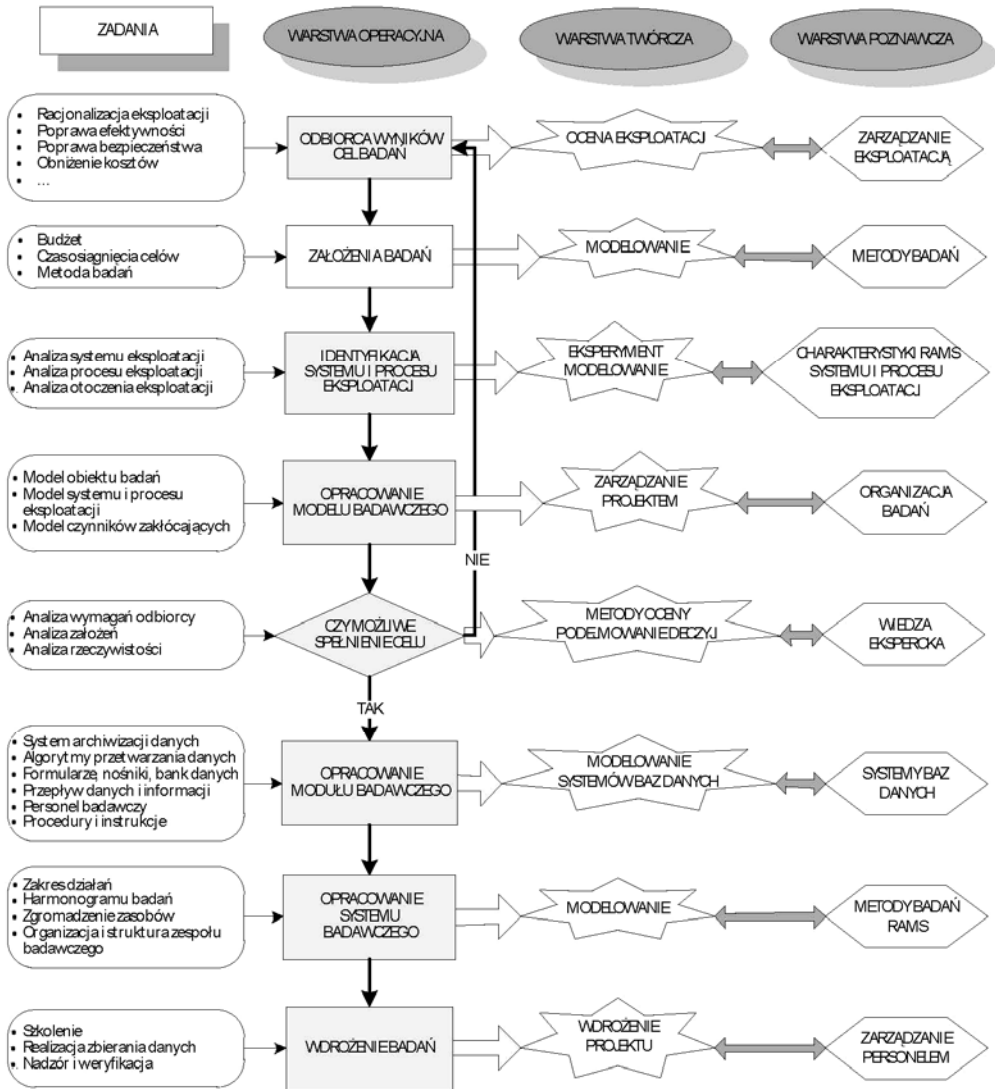 ZADANIA
WARSTWA OPERACYJNA
WARSTWA TWÓRCZA
WARSTWA POZNAWCZA
• Racjonalizacja eksploatacji
• Poprawa efektywności
• Poprawa bezpieczeństwa
• Obniżenie kosztów
• ...
ODBIORCA WYNIKÓW
CEL BADAŃ
OCENA EKSPLOATACJI
ZARZĄDZANIE
EKSPLOATACJĄ
• Budżet
• Czas osiągnięcia celów
• Metoda badań
ZAŁOŻENIA BADAŃ
MODELOWANIE
METODY BADAŃ
• Analiza systemu eksploatacji
• Analiza procesu eksploatacji
• Analiza otoczenia eksploatacji
IDENTYFIKACJA
SYSTEMU I PROCESU
EKSPLOATACJI
EKSPERYMENT
MODELOWANIE
CHARAKTERYSTYKI RAMS
SYSTEMU I PROCESU
EKSPLOATACJI
• Model obiektu badań
• Model systemu i procesu
eksploatacji
• Model czynników zakłócających
OPRACOWANIE
MODELU BADAWCZEGO
ZARZĄDZANIE
PROJEKTEM
ORGANIZACJA
BADAŃ
NIE
• Analiza wymagań odbiorcy
• Analiza założeń
• Analiza rzeczywistości
CZY MOŻLIWE
SPEŁNIENIE CELU
METODY OCENY
PODEJMOWANIE DECZYJ
WIEDZA
EKSPERCKA
TAK
• System archiwizacji danych
• Algorytmy przetwarzania danych
• Formularze, nośniki, bank danych
• Przepływ danych i informacji
• Personel badawczy
• Procedury i instrukcje
OPRACOWANIE
MODUŁU BADAWCZEGO
MODELOWANIE
SYSTEMÓW BAZ DANYCH
SYSTEMY BAZ
DANYCH
• Zakres działań
• Harmonogramu badań
• Zgromadzenie zasobów
• Organizacja i struktura zespołu
badawczego
OPRACOWANIE
SYSTEMU
BADAWCZEGO
MODELOWANIE
METODY BADAŃ
RAMS
• Szkolenie
• Realizacja zbierania danych
• Nadzór i weryfikacja
WDROŻENIE BADAŃ
WDROŻENIE
PROJEKTU
ZARZĄDZANIE
PERSONELEM